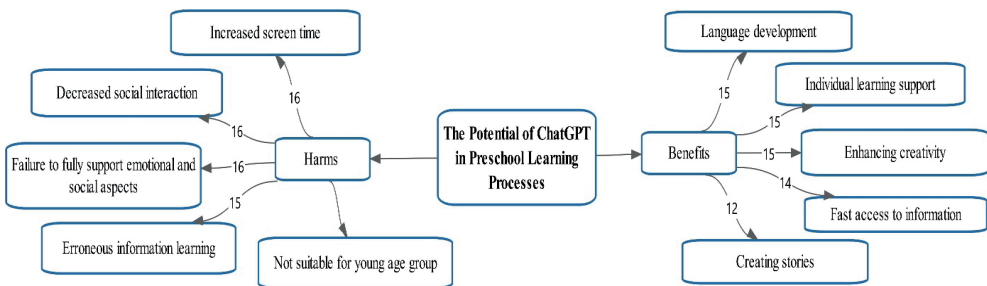 Increased screen time
16
Decreased social interaction
16
Failure to fully support emotional and
social aspects
16
Harms
15
Erroneous information learning
Not suitable for young age group
The Potential of ChatGPT
in Preschool Learning
Processes
Language development
15
Individual learning support
15
Benefits
15
Enhancing creativity
14
Fast access to information
12
Creating stories